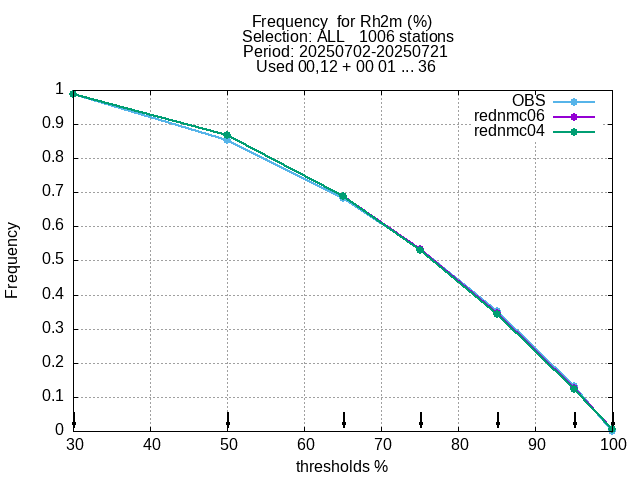 Frequency  for Rh2m (%)
Selection: ALL   1006 stations
Period: 20250702-20250721
Used 00,12 + 00 01 ... 36
OBS
rednmc06
rednmc04
1
0.9
0.8
0.7
0.6
0.5
0.4
0.3
0.2
0.1
0
Frequency
30 40 50 60 70 80 90 100
thresholds %